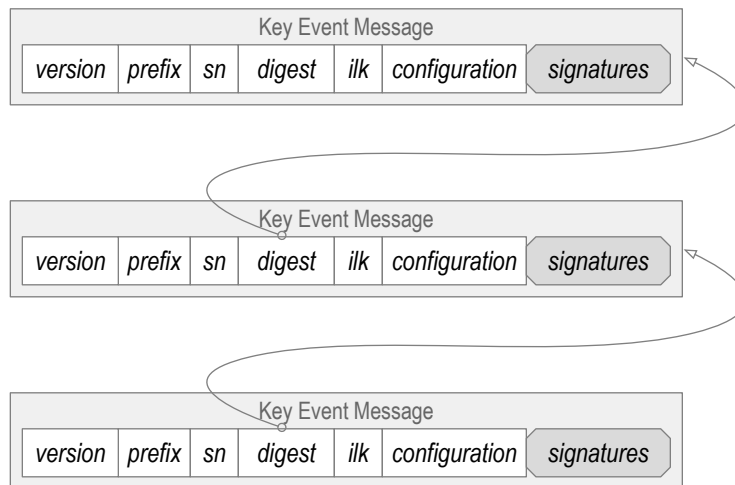 Key Event Message
version prefix sn digest ilk configuration signatures
Key Event Message
version prefix sn digest ilk configuration signatures
Key Event Message
version prefix sn digest ilk configuration signatures